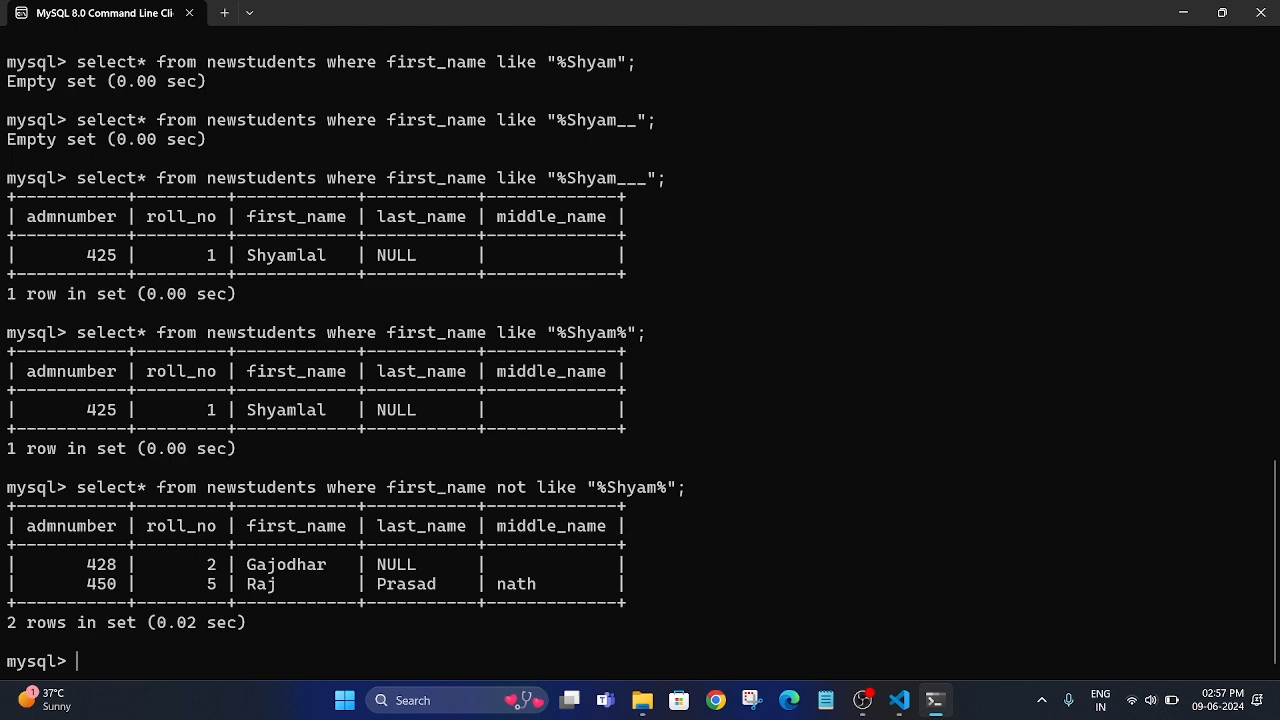 MySQL 8.0 Command Line Cli
mysql> select* from newstudents where first_name like "%Shyam";
Empty set (0.00 sec)
mysql> select* from newstudents where first_name like "%Shyam__";
Empty set (0.00 sec)
mysql> select* from newstudents where first_name like "%Shyam___";
+-----------+---------+------------+-----------+-------------+
| admnumber | roll_no | first_name | last_name | middle_name |
+-----------+---------+------------+-----------+-------------+
| 425 | 1 | Shyamlal | NULL | |
+-----------+---------+------------+-----------+-------------+
1 row in set (0.00 sec)
mysql> select* from newstudents where first_name like "%Shyam%";
+-----------+---------+------------+-----------+-------------+
| admnumber | roll_no | first_name | last_name | middle_name |
+-----------+---------+------------+-----------+-------------+
| 425 | 1 | Shyamlal | NULL | |
+-----------+---------+------------+-----------+-------------+
1 row in set (0.00 sec)
mysql> select* from newstudents where first_name not like "%Shyam%";
+-----------+---------+------------+-----------+-------------+
| admnumber | roll_no | first_name | last_name | middle_name |
+-----------+---------+------------+-----------+-------------+
| 428 | 2 | Gajodhar | NULL | |
| 450 | 5 | Raj | Prasad | nath |
+-----------+---------+------------+-----------+-------------+
2 rows in set (0.02 sec)
mysql>
1
37°C
Sunny
Search
ENG
IN
02:57 PM
09-06-2024